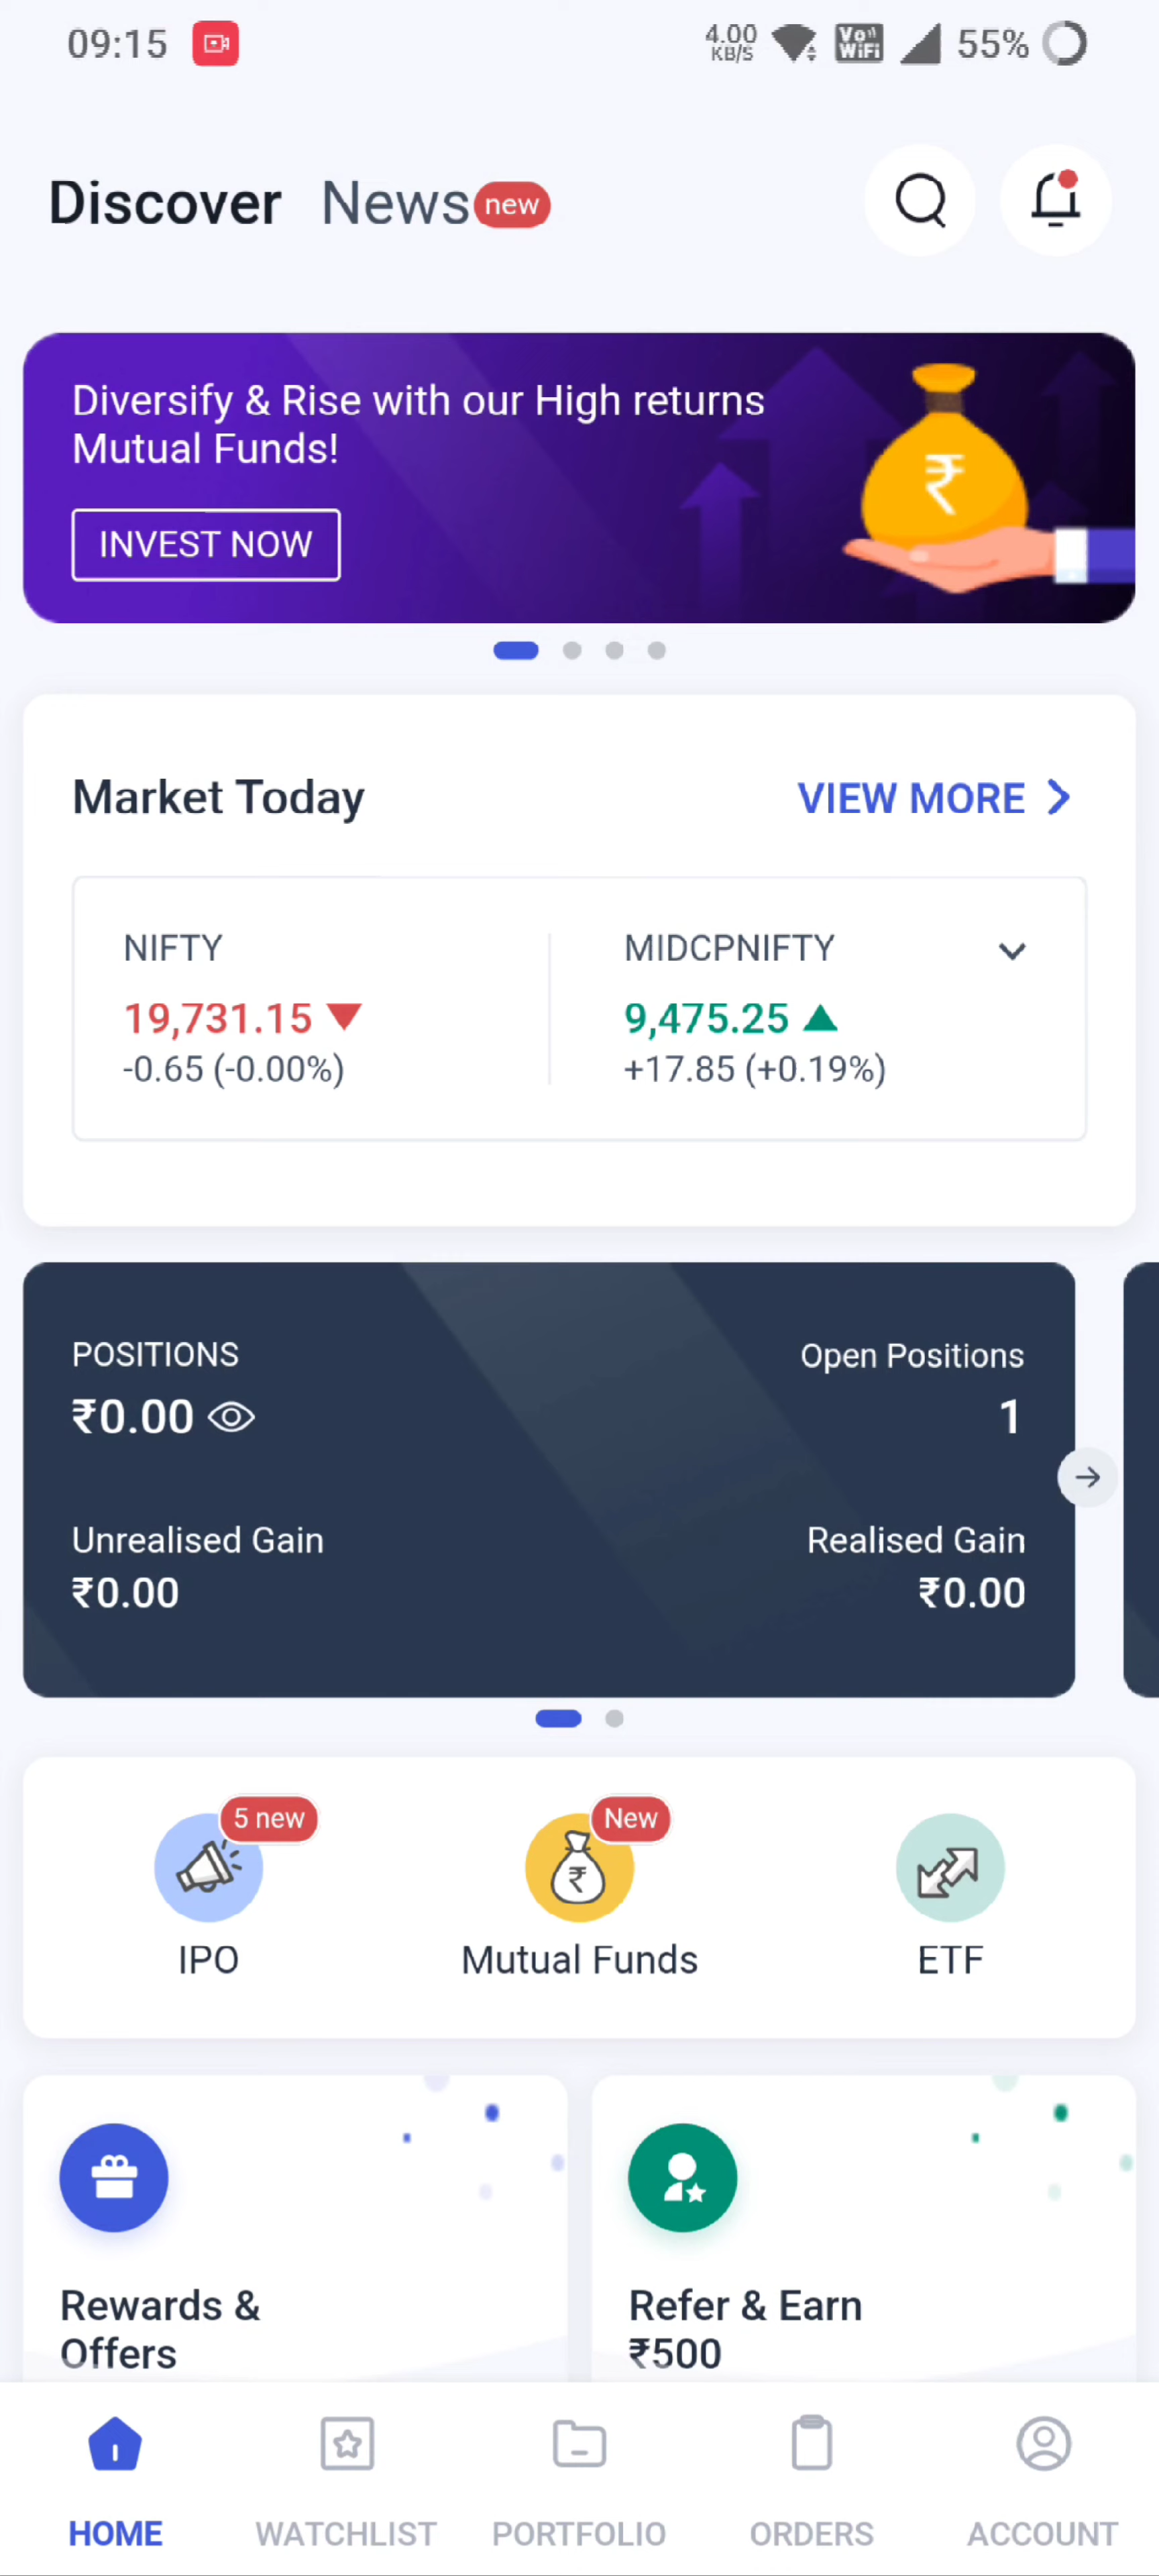 09:15
4.00
KB/S
Vo
WiFi
55%
Discover News new
Diversify & Rise with our High returns
Mutual Funds!
₹
INVEST NOW
Market Today
VIEW MORE
NIFTY
MIDCPNIFTY
19,731.15
9,475.25
-0.65 (-0.00%)
+17.85 (+0.19%)
POSITIONS
Open Positions
₹0.00
1
Unrealised Gain
Realised Gain
₹0.00
₹0.00
5 new
New
₹
IPO
Mutual Funds
ETF
Rewards &
Offers
Refer & Earn
₹500
HOME
WATCHLIST
PORTFOLIO
ORDERS
ACCOUNT